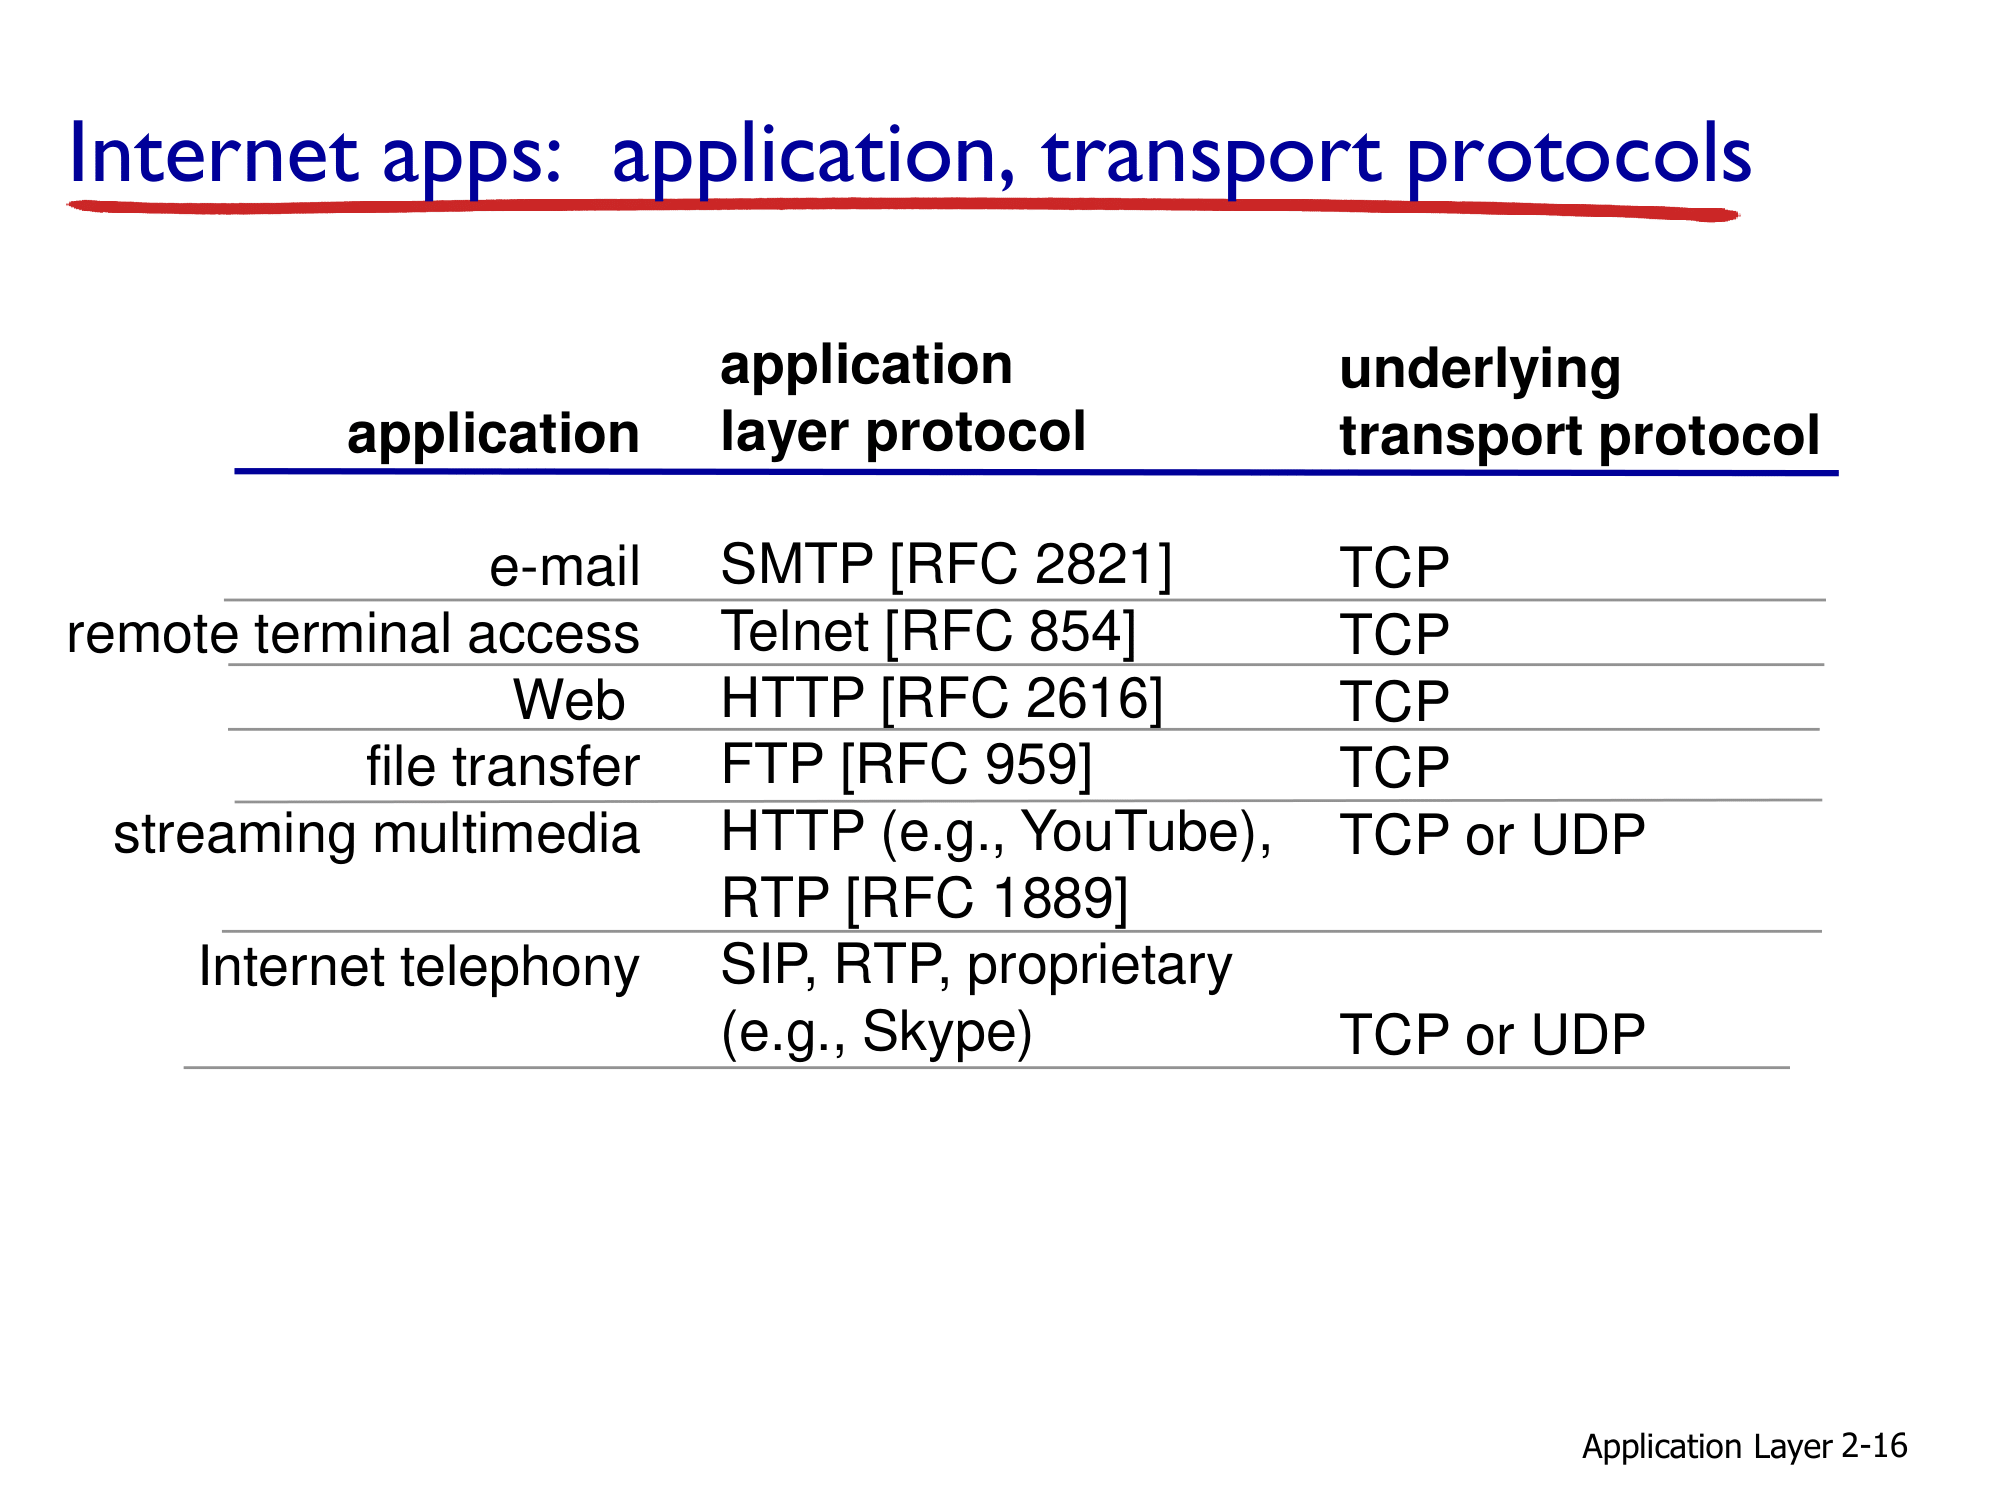 Internet apps: application, transport protocols
application
application
layer protocol
underlying
transport protocol
e-mail SMTP [RFC 2821] TCP
remote terminal access Telnet [RFC 854] TCP
Web HTTP [RFC 2616] TCP
file transfer FTP [RFC 959] TCP
streaming multimedia HTTP (e.g., YouTube), TCP or UDP
RTP [RFC 1889]
Internet telephony SIP, RTP, proprietary
(e.g., Skype) TCP or UDP
Application Layer 2-16